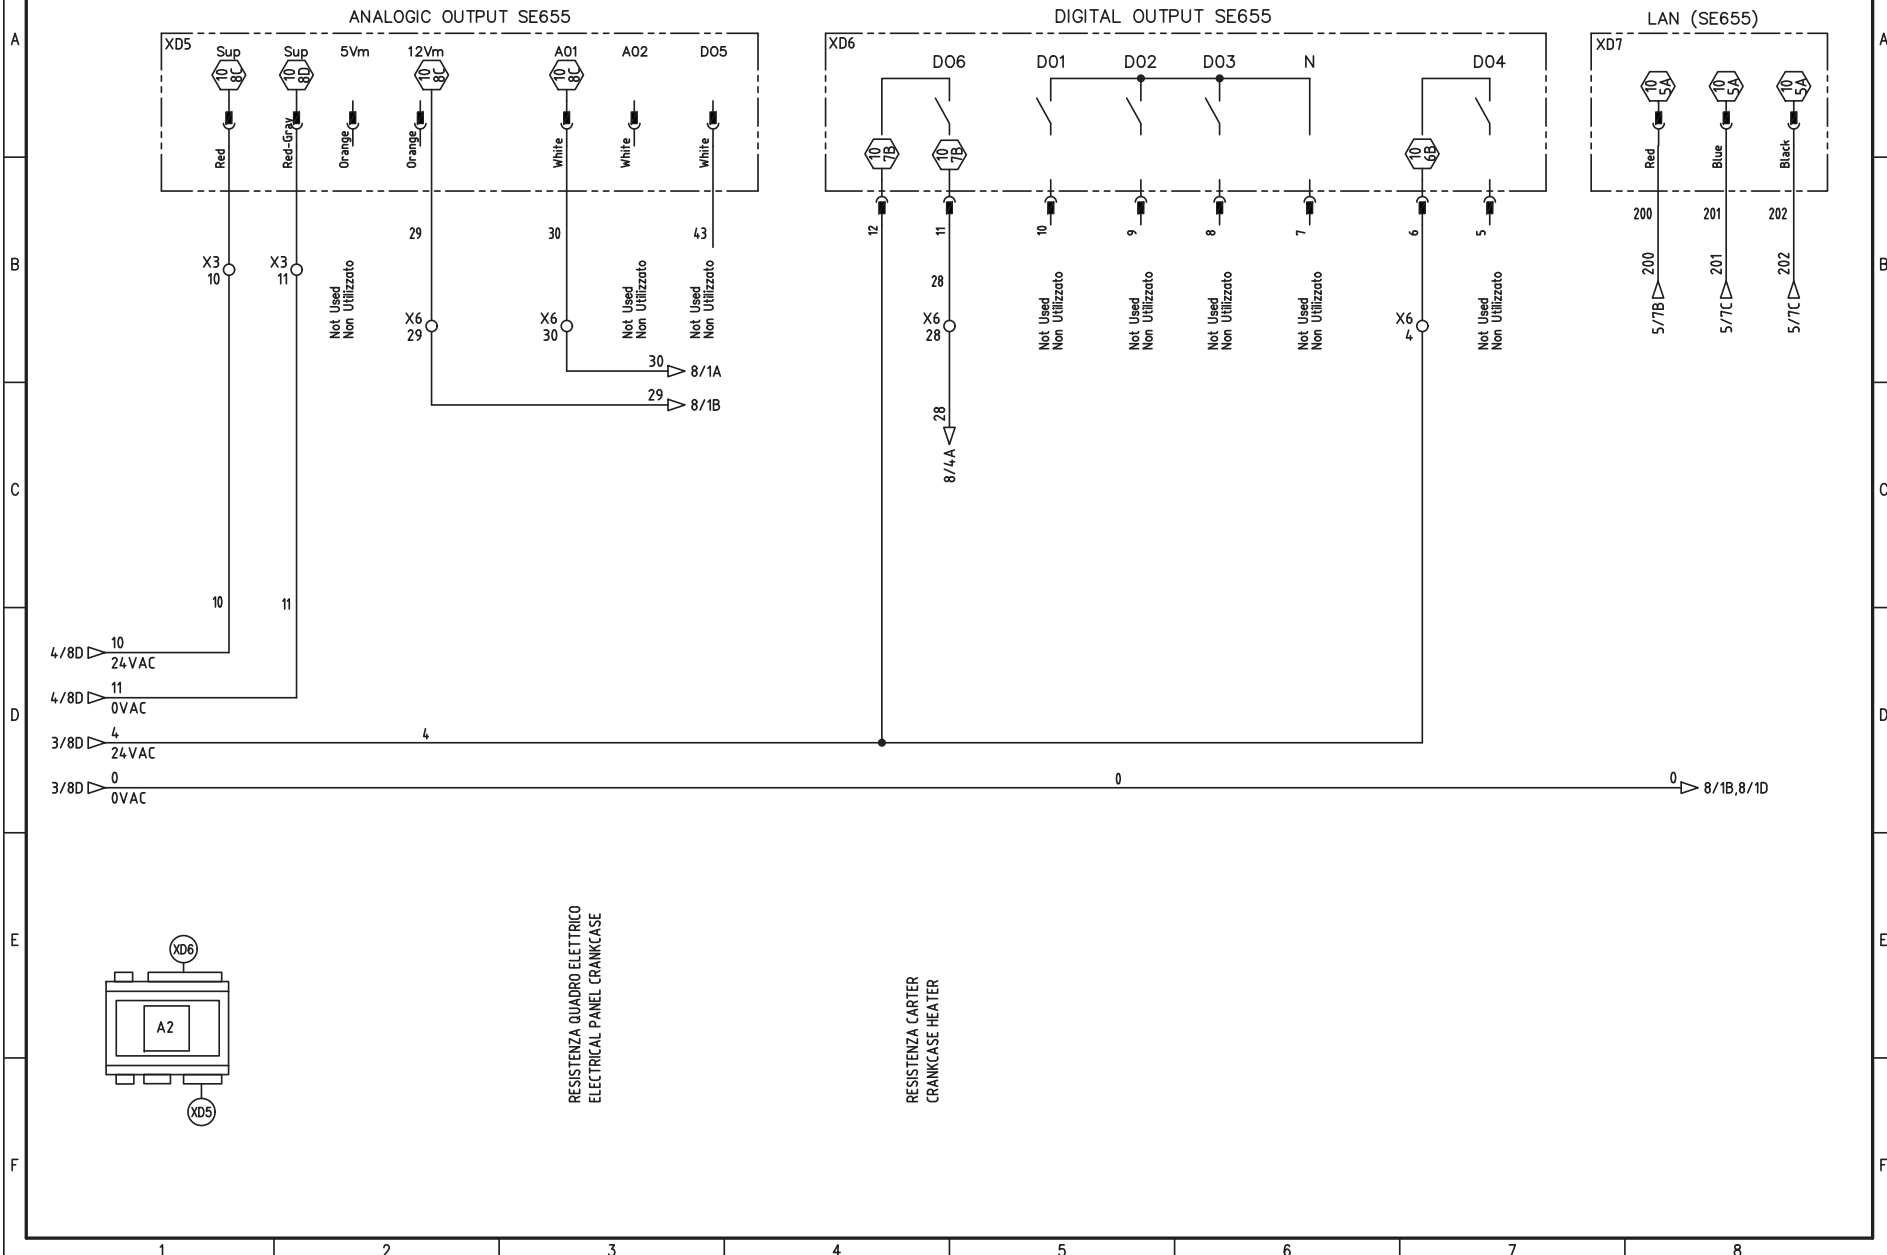 ANALOGIC OUTPUT SE655
DIGITAL OUTPUT SE655
LAN (SE655)
A
A
XD5
Sup
Sup
5Vm
12Vm
A01
A02
DO5
10
8C
10
8D
10
8C
10
8C
Red
Red-Gray
Orange
Orange
White
White
White
XD6
DO6
DO1
DO2
DO3
N
DO4
10
7B
10
7B
10
6B
XD7
10
5A
10
5A
10
5A
Red
Blue
Black
29
30
43
12
11
10
9
8
7
6
5
200
201
202
B
B
X3
10
X3
11
Not Used
Non Utilizzato
Not Used
Non Utilizzato
Not Used
Non Utilizzato
28
Not Used
Non Utilizzato
Not Used
Non Utilizzato
Not Used
Non Utilizzato
Not Used
Non Utilizzato
Not Used
Non Utilizzato
200
201
202
5/7B
5/7C
5/7C
X6
29
X6
30
X6
28
X6
4
30
8/1A
29
8/1B
28
8/4A
C
C
10
11
4/8D
10
24VAC
4/8D
11
0VAC
D
D
3/8D
4
24VAC
4
3/8D
0
0VAC
0
0
8/1B,8/1D
E
E
XD6
A2
XD5
RESISTENZA QUADRO ELETTRICO
ELECTRICAL PANEL CRANKCASE
RESISTENZA CARTER
CRANKCASE HEATER
F
F
1
2
3
4
5
6
7
8